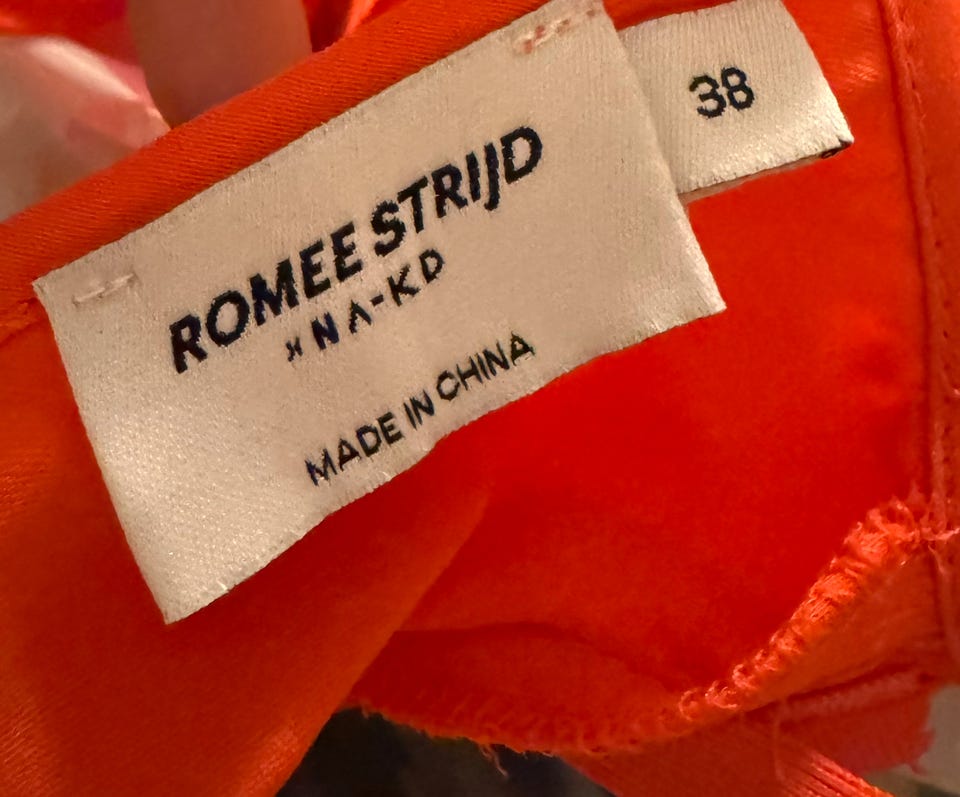 ROMEE STRIJD
× NA-KD
MADE IN CHINA
38